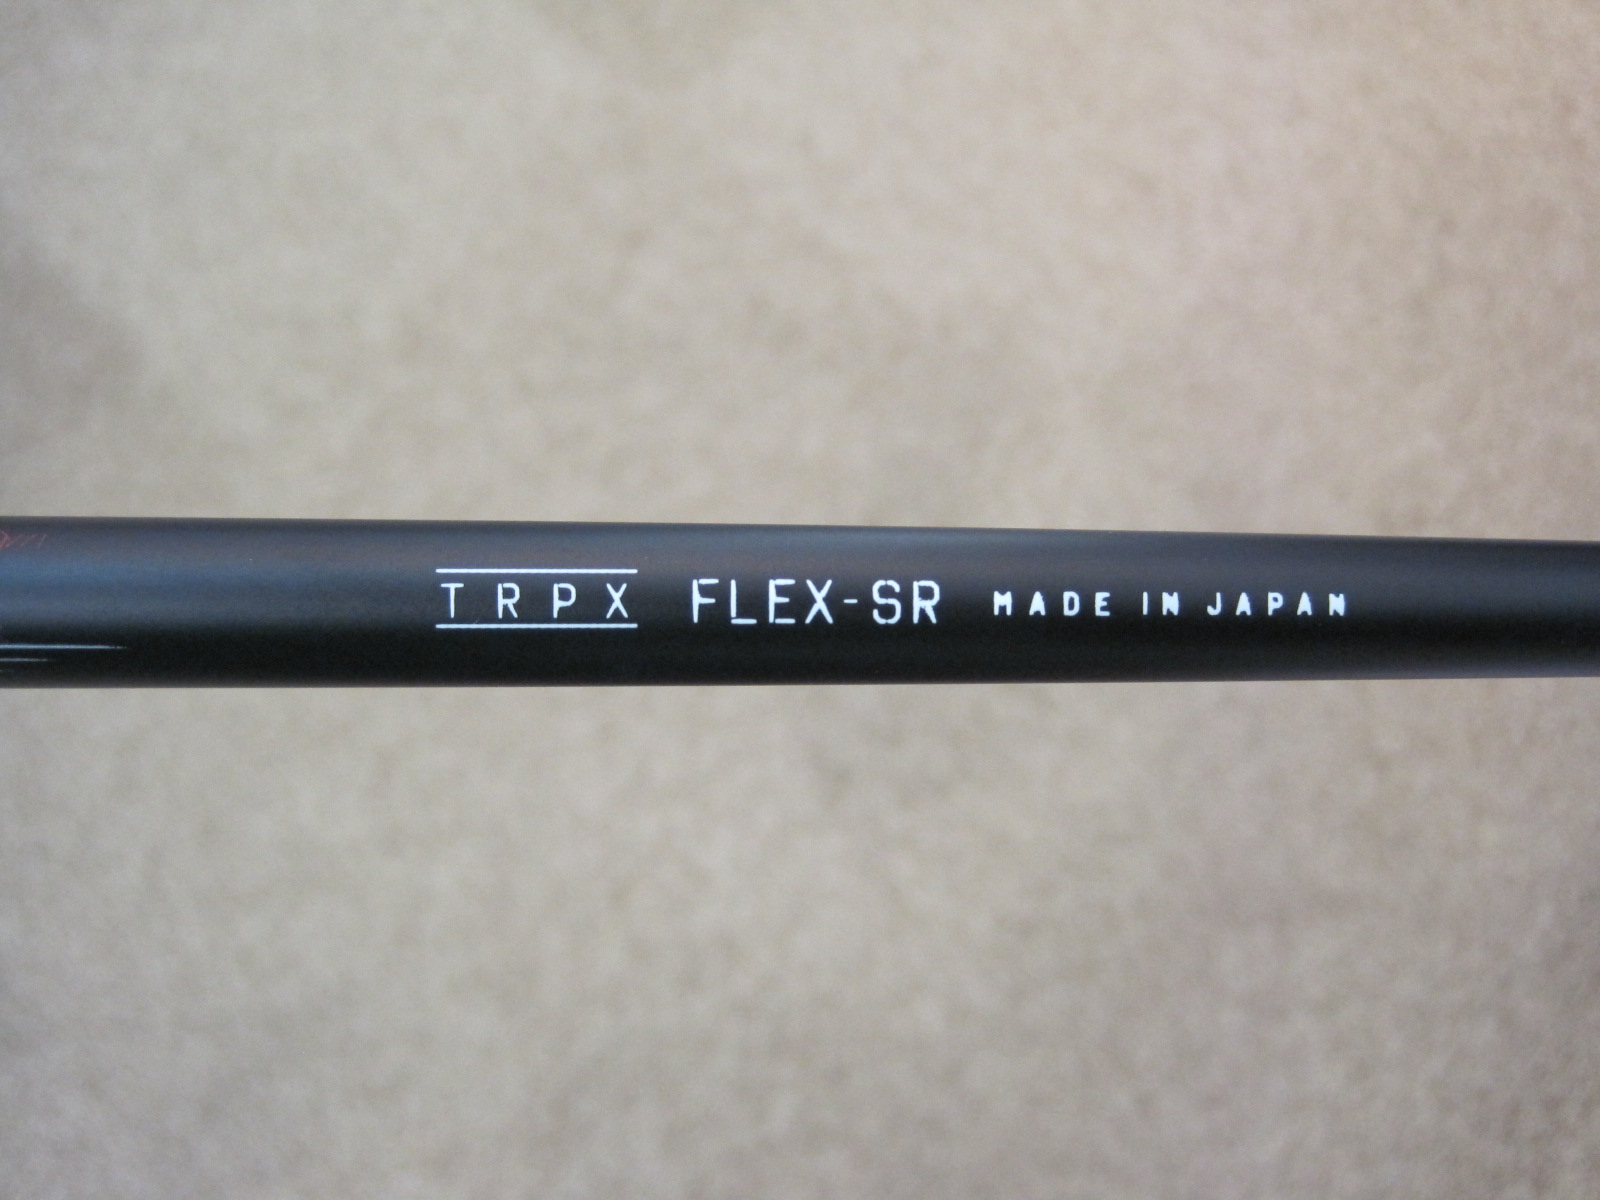 TRPX FLEX-SR MADE IN JAPAN